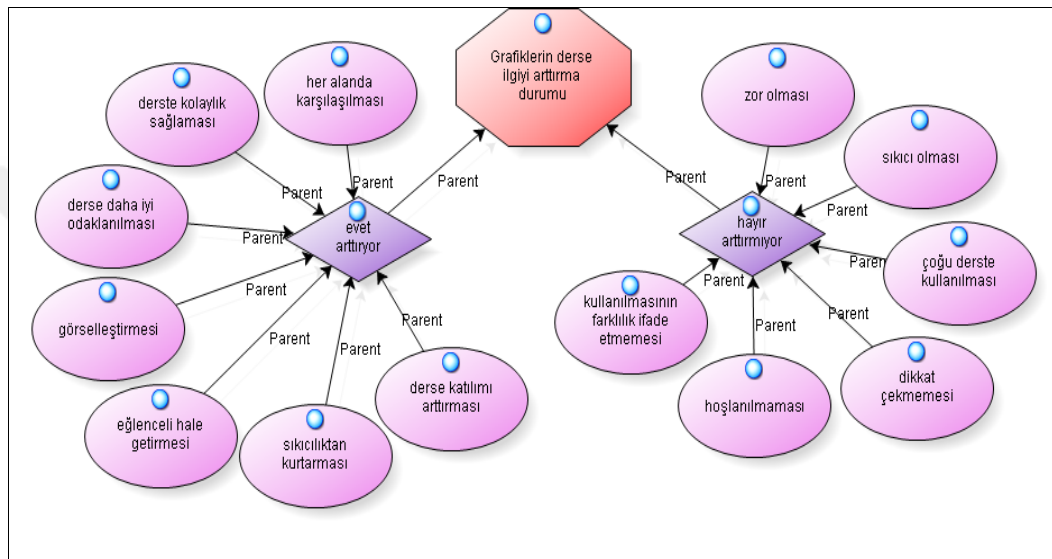 Grafiklerin derse
ilgiyi arttırma
durumu
her alanda
karşılaşılması
derste kolaylık
sağlaması
zor olması
sıkıcı olması
Parent
Parent
Parent
Parent
Parent
Parent
derse daha iyi
odaklanılması
Parent
evet
arttıryor
hayır
arttırmıyor
çoğu derste
kullanılması
Parent
Parent
Parent
görselleştirmesi
kullanılmasının
farklılık ifade
etmemesi
Parent
Parent
Parent
Parent
Parent
eğlenceli hale
getirmesi
sıkıcılıktan
kurtarması
derse katılımı
arttırması
hoşlanılmaması
dikkat
çekmemesi